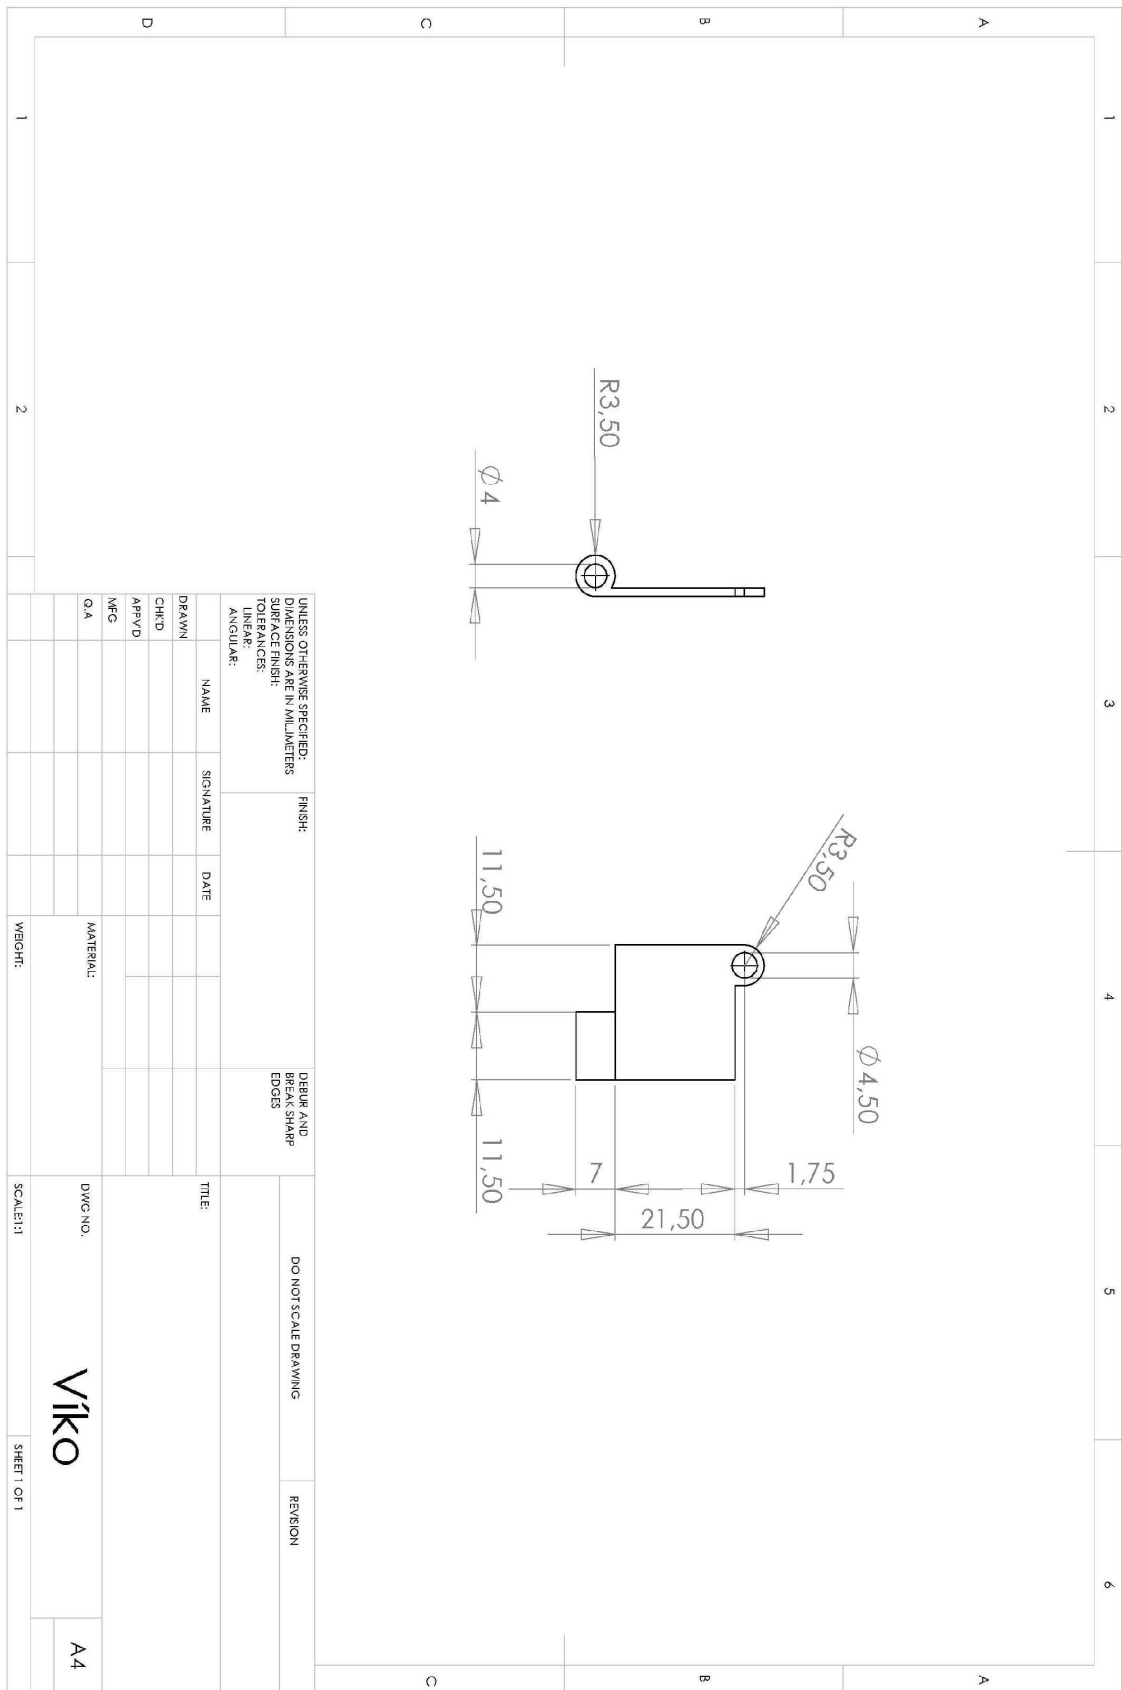 1
2
3
4
5
6
A
B
C
D
A
B
C
1
2
R3,50
Ø 4
R3,50
Ø 4,50
11,50
11,50
7
1,75
21,50
UNLESS OTHERWISE SPECIFIED:
DIMENSIONS ARE IN MILLIMETERS
SURFACE FINISH:
TOLERANCES:
LINEAR:
ANGULAR:
FINISH:
DEBUR AND
BREAK SHARP
EDGES
DO NOT SCALE DRAWING
REVISION
NAME
SIGNATURE
DATE
TITLE:
DRAWN
CHK'D
APPV'D
MFG
Q.A
MATERIAL:
DWG NO.
Víko
A4
WEIGHT:
SCALE:1:1
SHEET 1 OF 1